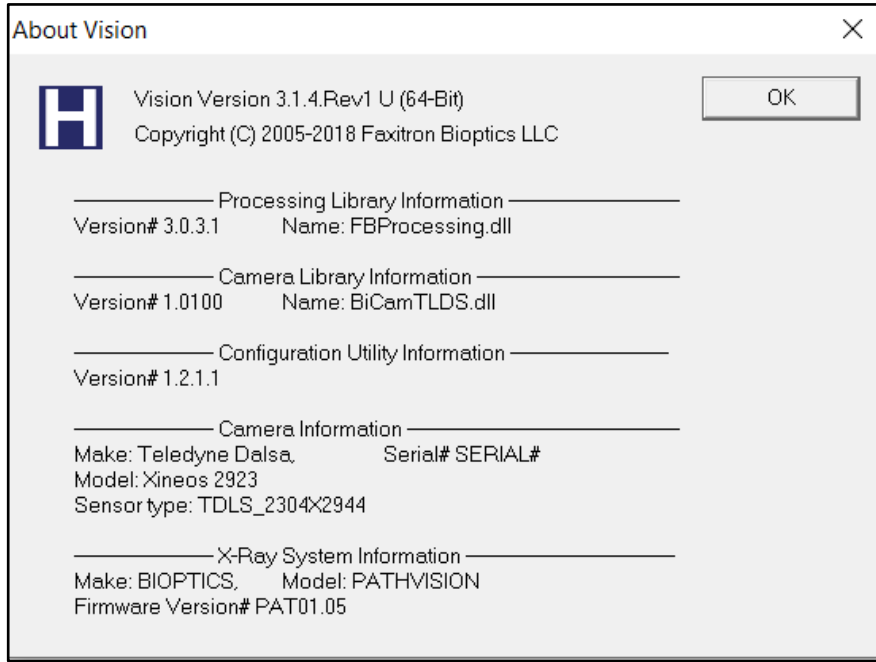 About Vision
H
Vision Version 3.1.4.Rev1 U (64-Bit)
OK
Copyright (C) 2005-2018 Faxitron Bioptics LLC
Processing Library Information
Version# 3.0.3.1 Name: FBProcessing.dll
Camera Library Information
Version# 1.0100 Name: BiCamTLDS.dll
Configuration Utility Information
Version# 1.2.1.1
Camera Information
Make: Teledyne Dalsa, Serial# SERIAL#
Model: Xineos 2923
Sensor type: TDLS_2304X2944
X-Ray System Information
Make: BIOPTICS, Model: PATHVISION
Firmware Version# PAT01.05